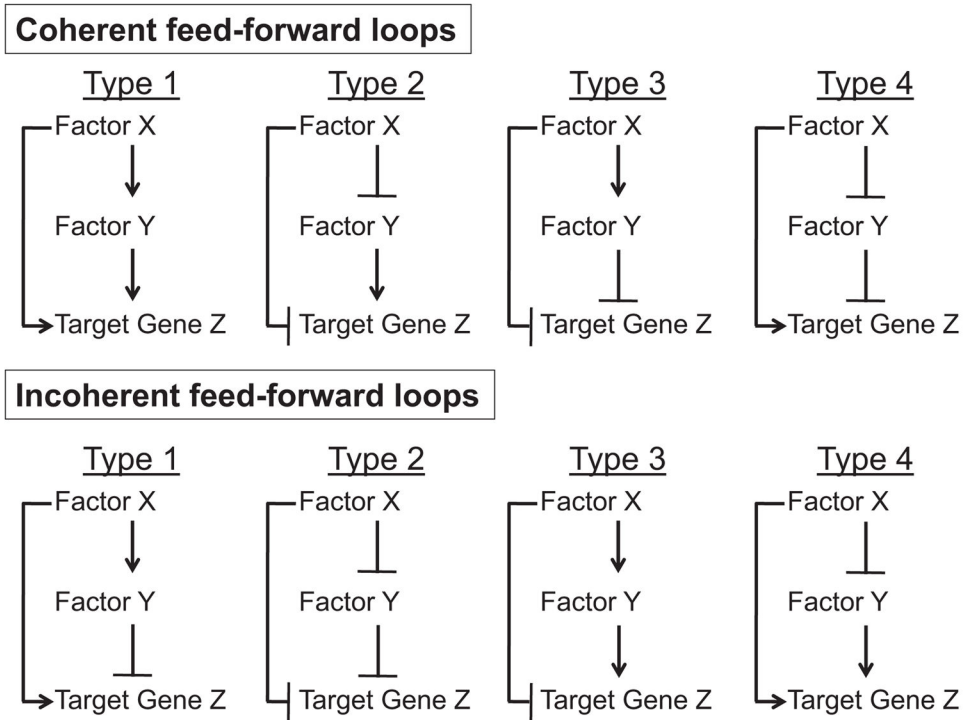 Coherent feed-forward loops
Type 1 Type 2 Type 3 Type 4
Factor X Factor X Factor X Factor X
Factor Y Factor Y Factor Y Factor Y
Target Gene Z Target Gene Z Target Gene Z Target Gene Z
Incoherent feed-forward loops
Type 1 Type 2 Type 3 Type 4
Factor X Factor X Factor X Factor X
Factor Y Factor Y Factor Y Factor Y
Target Gene Z Target Gene Z Target Gene Z Target Gene Z